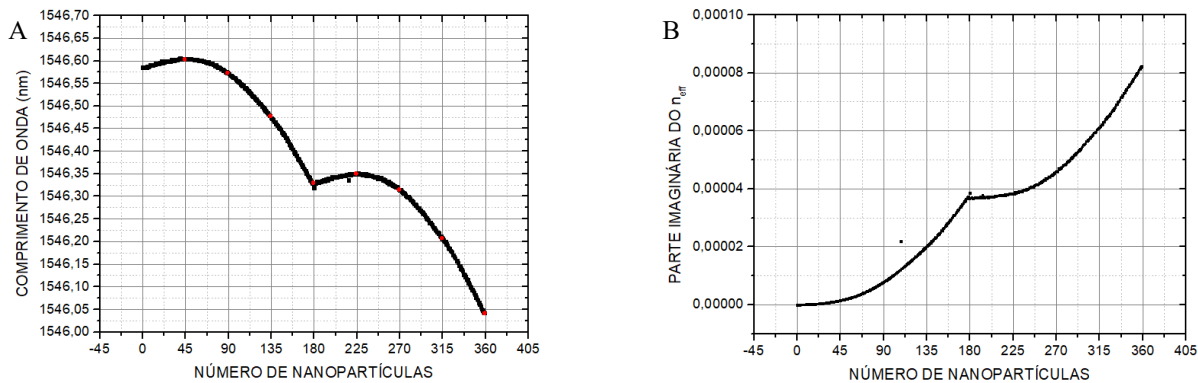 A
COMPRIMENTO DE ONDA (nm)
1546,70
1546,65
1546,60
1546,55
1546,50
1546,45
1546,40
1546,35
1546,30
1546,25
1546,20
1546,15
1546,10
1546,05
1546,00
-45 0 45 90 135 180 225 270 315 360 405
NÚMERO DE NANOPARTÍCULAS
B
PARTE IMAGINÁRIA DO n_eff
0,00010
0,00008
0,00006
0,00004
0,00002
0,00000
-45 0 45 90 135 180 225 270 315 360 405
NÚMERO DE NANOPARTÍCULAS